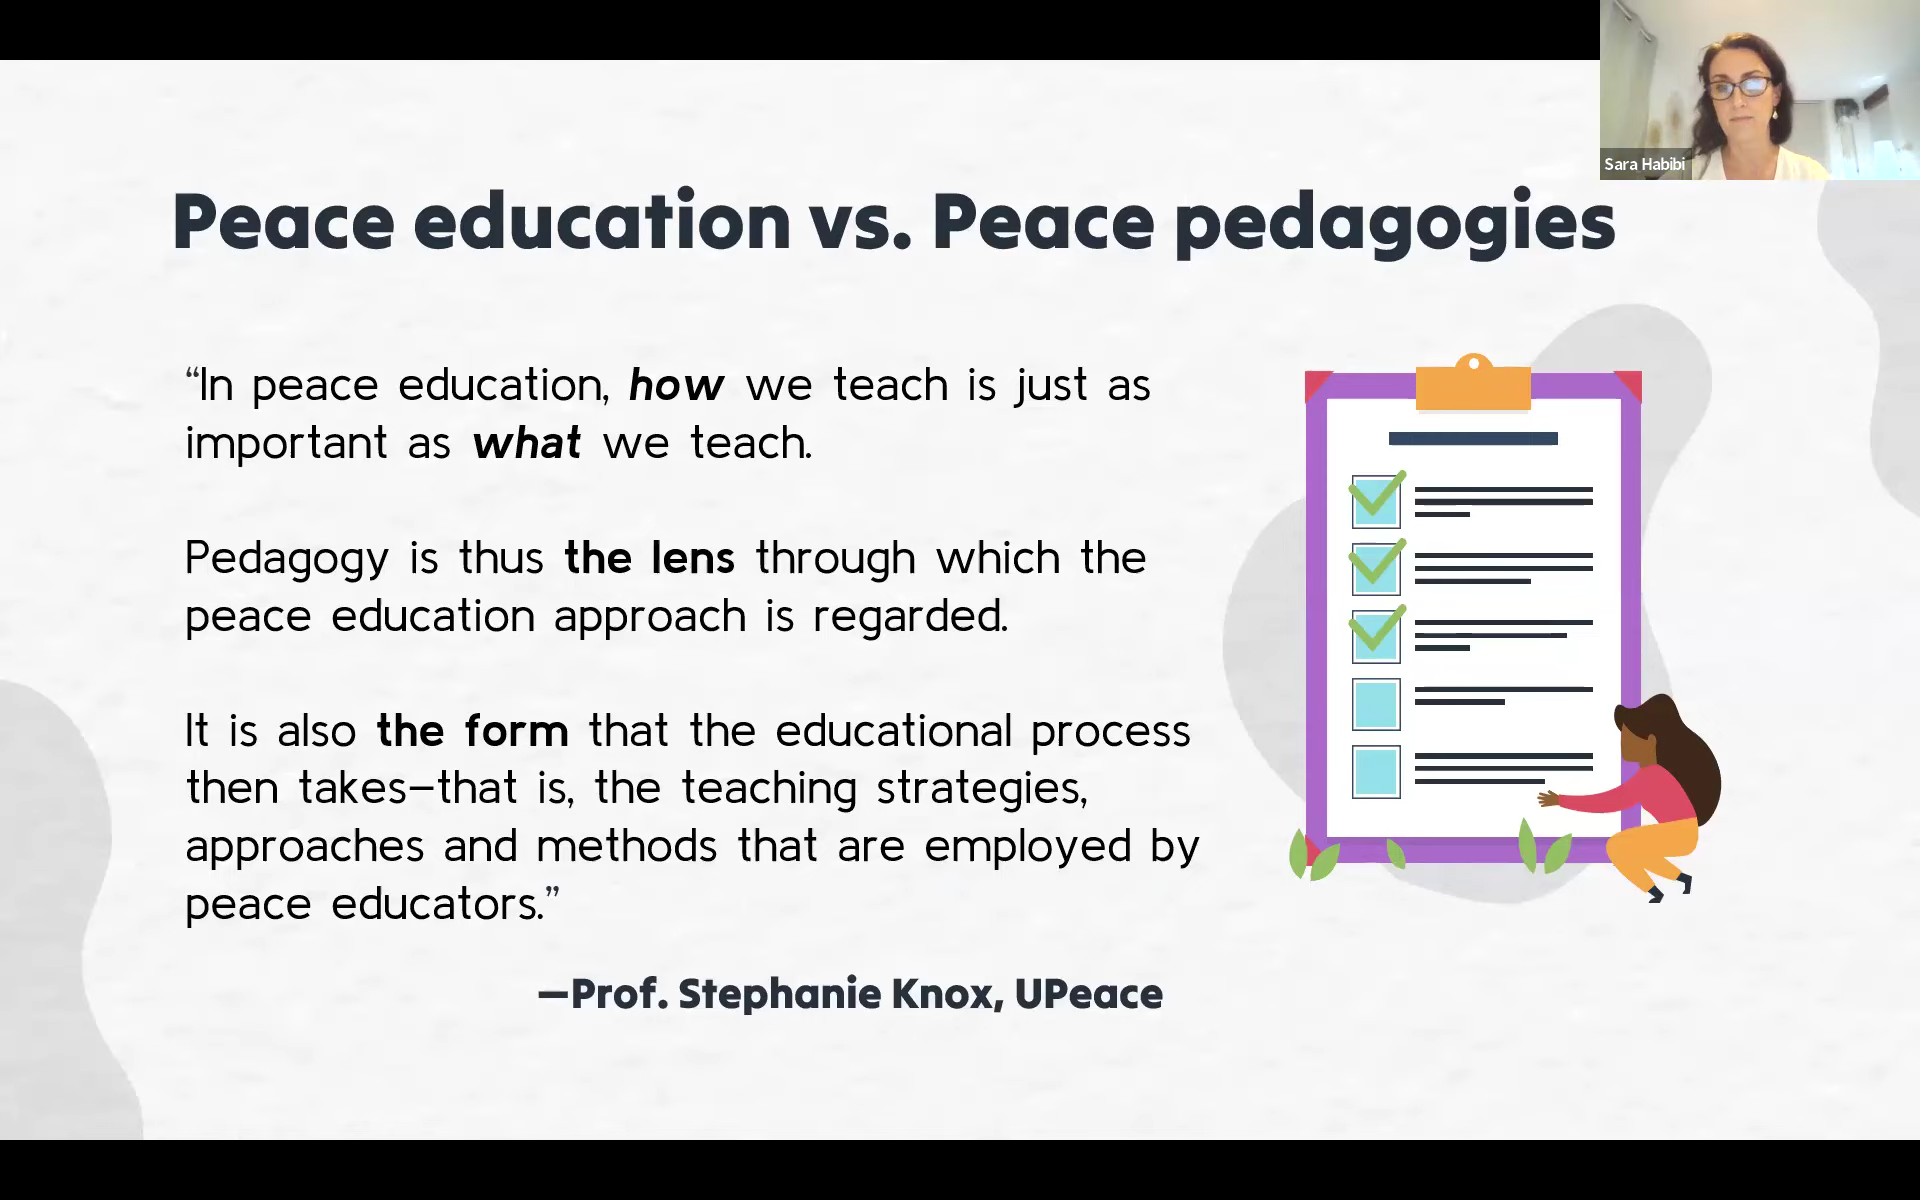 Sara Habibi
Peace education vs. Peace pedagogies
“In peace education, how we teach is just as
important as what we teach.
Pedagogy is thus the lens through which the
peace education approach is regarded.
It is also the form that the educational process
then takes–that is, the teaching strategies,
approaches and methods that are employed by
peace educators.”
–Prof. Stephanie Knox, UPeace